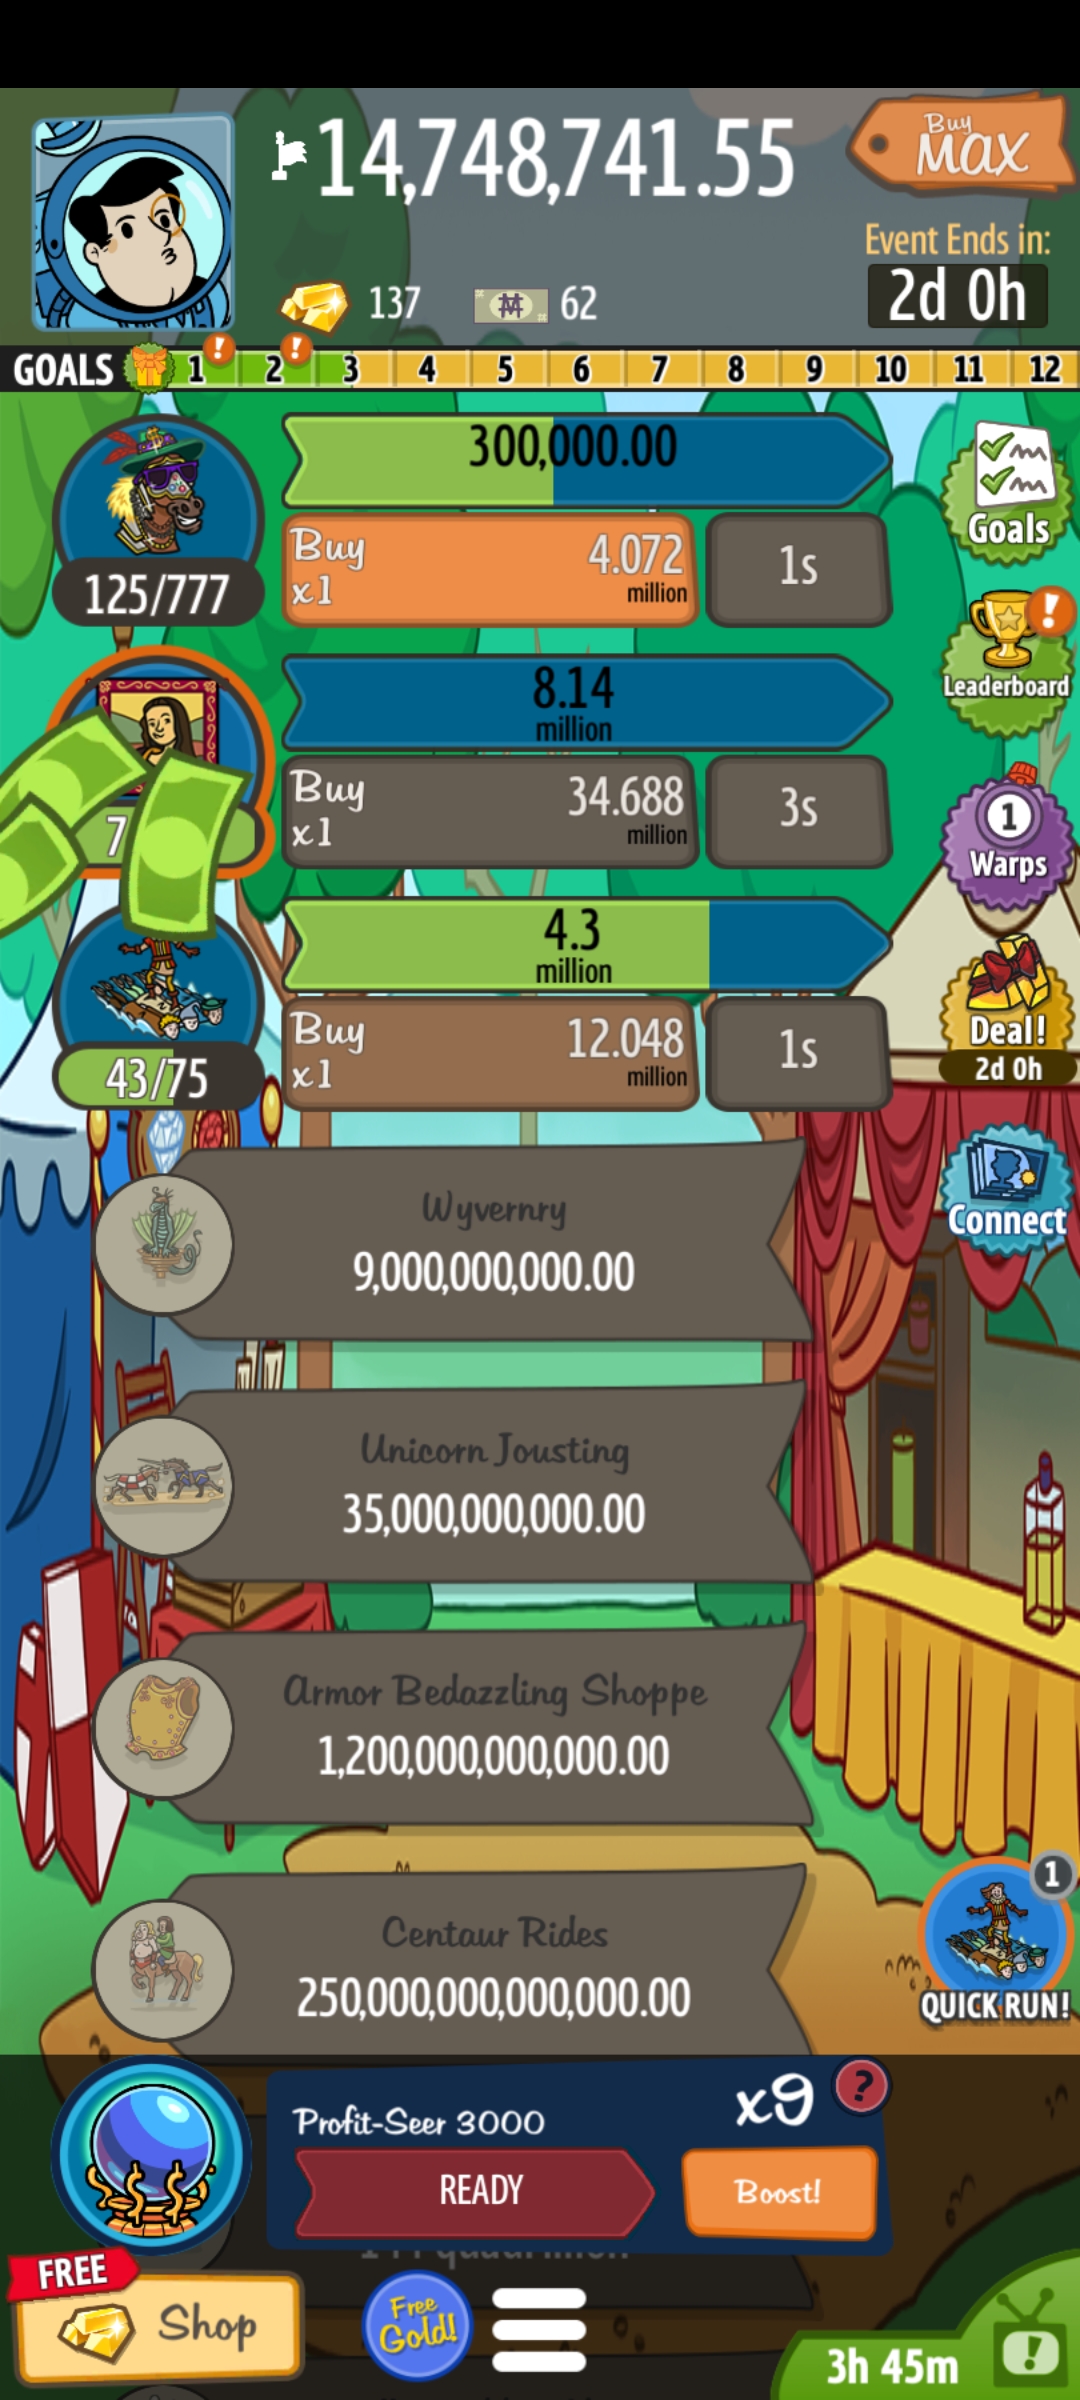 14,748,741.55
Buy
MAX
Event Ends in:
2d 0h
137
62
GOALS 1 ! 2 ! 3 4 5 6 7 8 9 10 11 12
300,000.00
Buy
x1
4.072
million
1s
125/777
Goals
8.14
million
Buy
x1
34.688
million
3s
7
!
Leaderboard
1
Warps
4.3
million
Buy
x1
12.048
million
1s
43/75
Deal!
2d 0h
Connect
Wyvernry
9,000,000,000.00
Unicorn Jousting
35,000,000,000.00
Armor Bedazzling Shoppe
1,200,000,000,000.00
Centaur Rides
250,000,000,000,000.00
1
QUICK RUN!
Profit-Seer 3000
x9
?
READY
Boost!
FREE
Shop
Free
Gold!
3h 45m
!